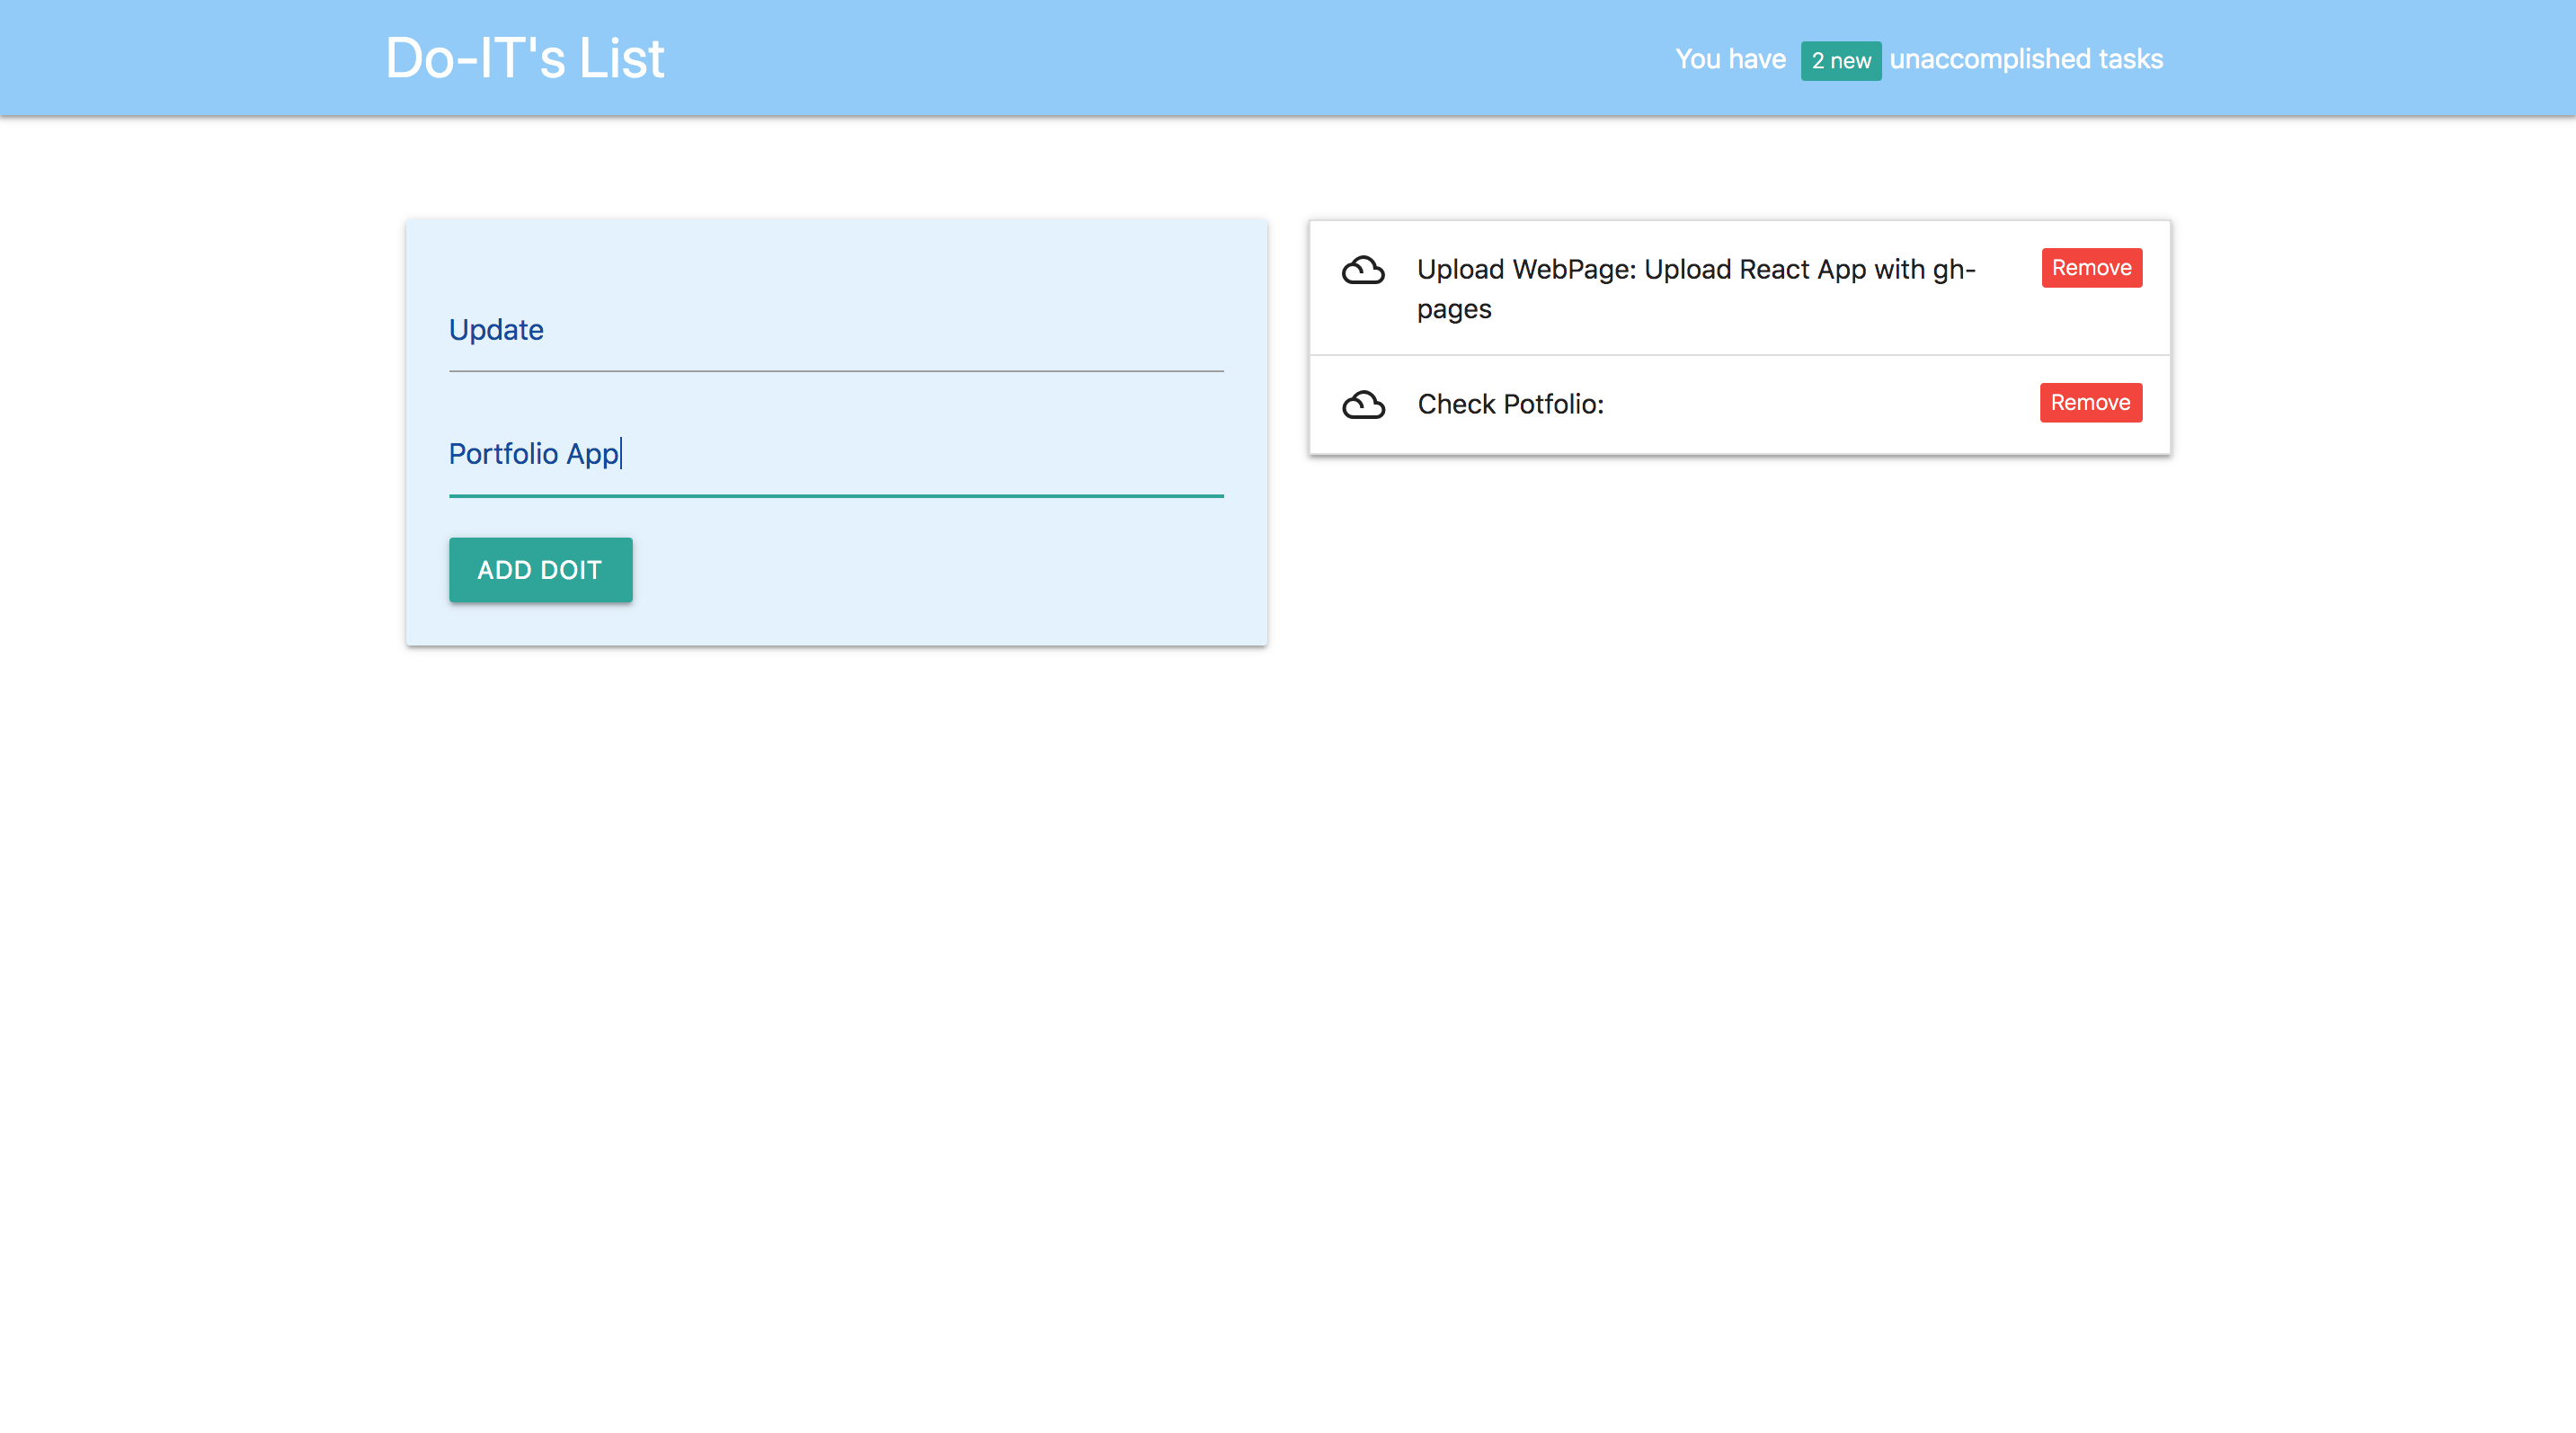 Do-IT's List
You have 2 new unaccomplished tasks
Update
Portfolio App
ADD DOIT
Upload WebPage: Upload React App with gh-
pages
Remove
Check Potfolio:
Remove